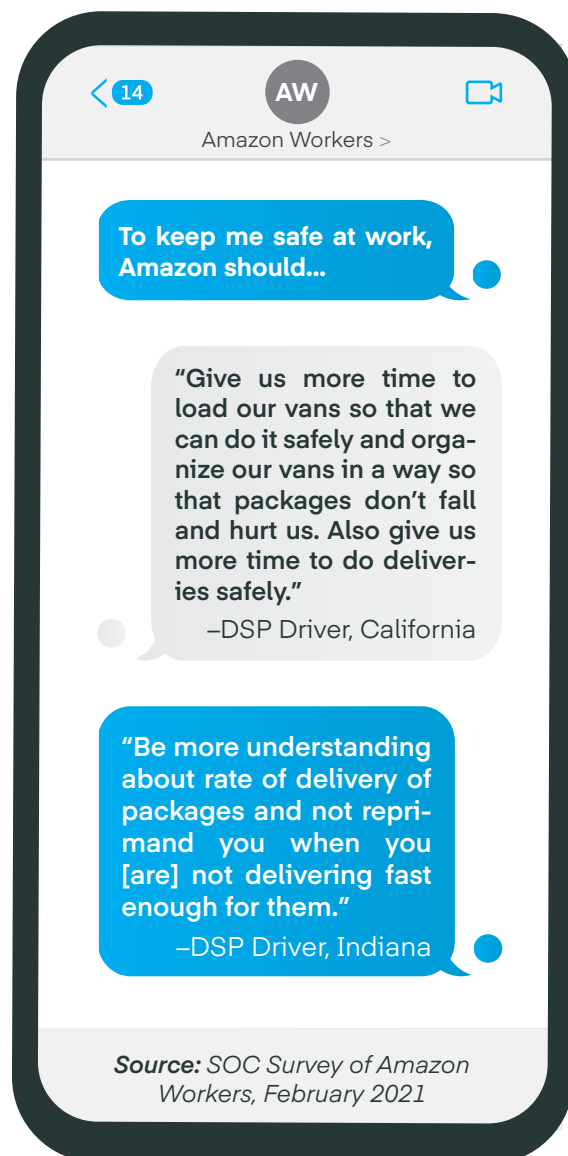 14
AW
Amazon Workers >
To keep me safe at work,
Amazon should...
“Give us more time to
load our vans so that we
can do it safely and orga-
nize our vans in a way so
that packages don’t fall
and hurt us. Also give us
more time to do deliver-
ies safely.”
–DSP Driver, California
“Be more understanding
about rate of delivery of
packages and not repri-
mand you when you
[are] not delivering fast
enough for them.”
–DSP Driver, Indiana
Source: SOC Survey of Amazon
Workers, February 2021